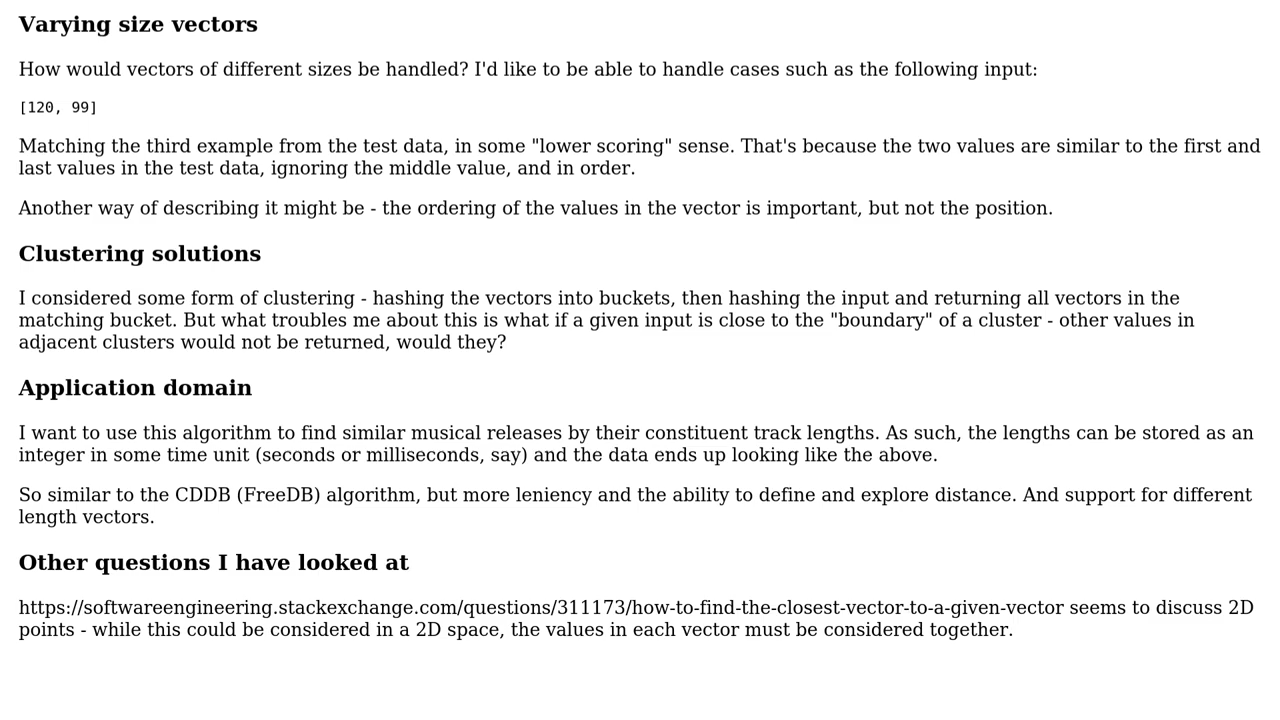 Varying size vectors
How would vectors of different sizes be handled? I'd like to be able to handle cases such as the following input:
[120, 99]
Matching the third example from the test data, in some "lower scoring" sense. That's because the two values are similar to the first and
last values in the test data, ignoring the middle value, and in order.
Another way of describing it might be - the ordering of the values in the vector is important, but not the position.
Clustering solutions
I considered some form of clustering - hashing the vectors into buckets, then hashing the input and returning all vectors in the
matching bucket. But what troubles me about this is what if a given input is close to the "boundary" of a cluster - other values in
adjacent clusters would not be returned, would they?
Application domain
I want to use this algorithm to find similar musical releases by their constituent track lengths. As such, the lengths can be stored as an
integer in some time unit (seconds or milliseconds, say) and the data ends up looking like the above.
So similar to the CDDB (FreeDB) algorithm, but more leniency and the ability to define and explore distance. And support for different
length vectors.
Other questions I have looked at
https://softwareengineering.stackexchange.com/questions/311173/how-to-find-the-closest-vector-to-a-given-vector seems to discuss 2D
points - while this could be considered in a 2D space, the values in each vector must be considered together.